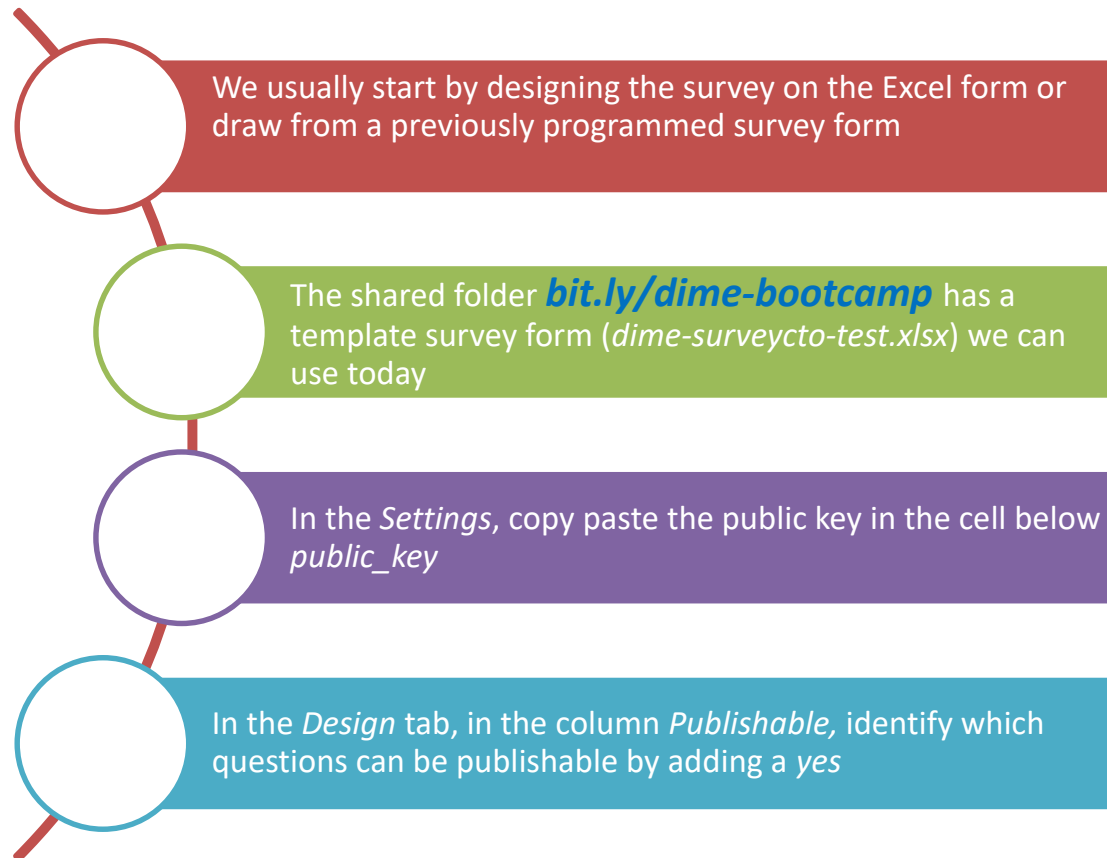 We usually start by designing the survey on the Excel form or
draw from a previously programmed survey form
The shared folder bit.ly/dime-bootcamp has a
template survey form (dime-surveycto-test.xlsx) we can
use today
In the Settings, copy paste the public key in the cell below
public_key
In the Design tab, in the column Publishable, identify which
questions can be publishable by adding a yes